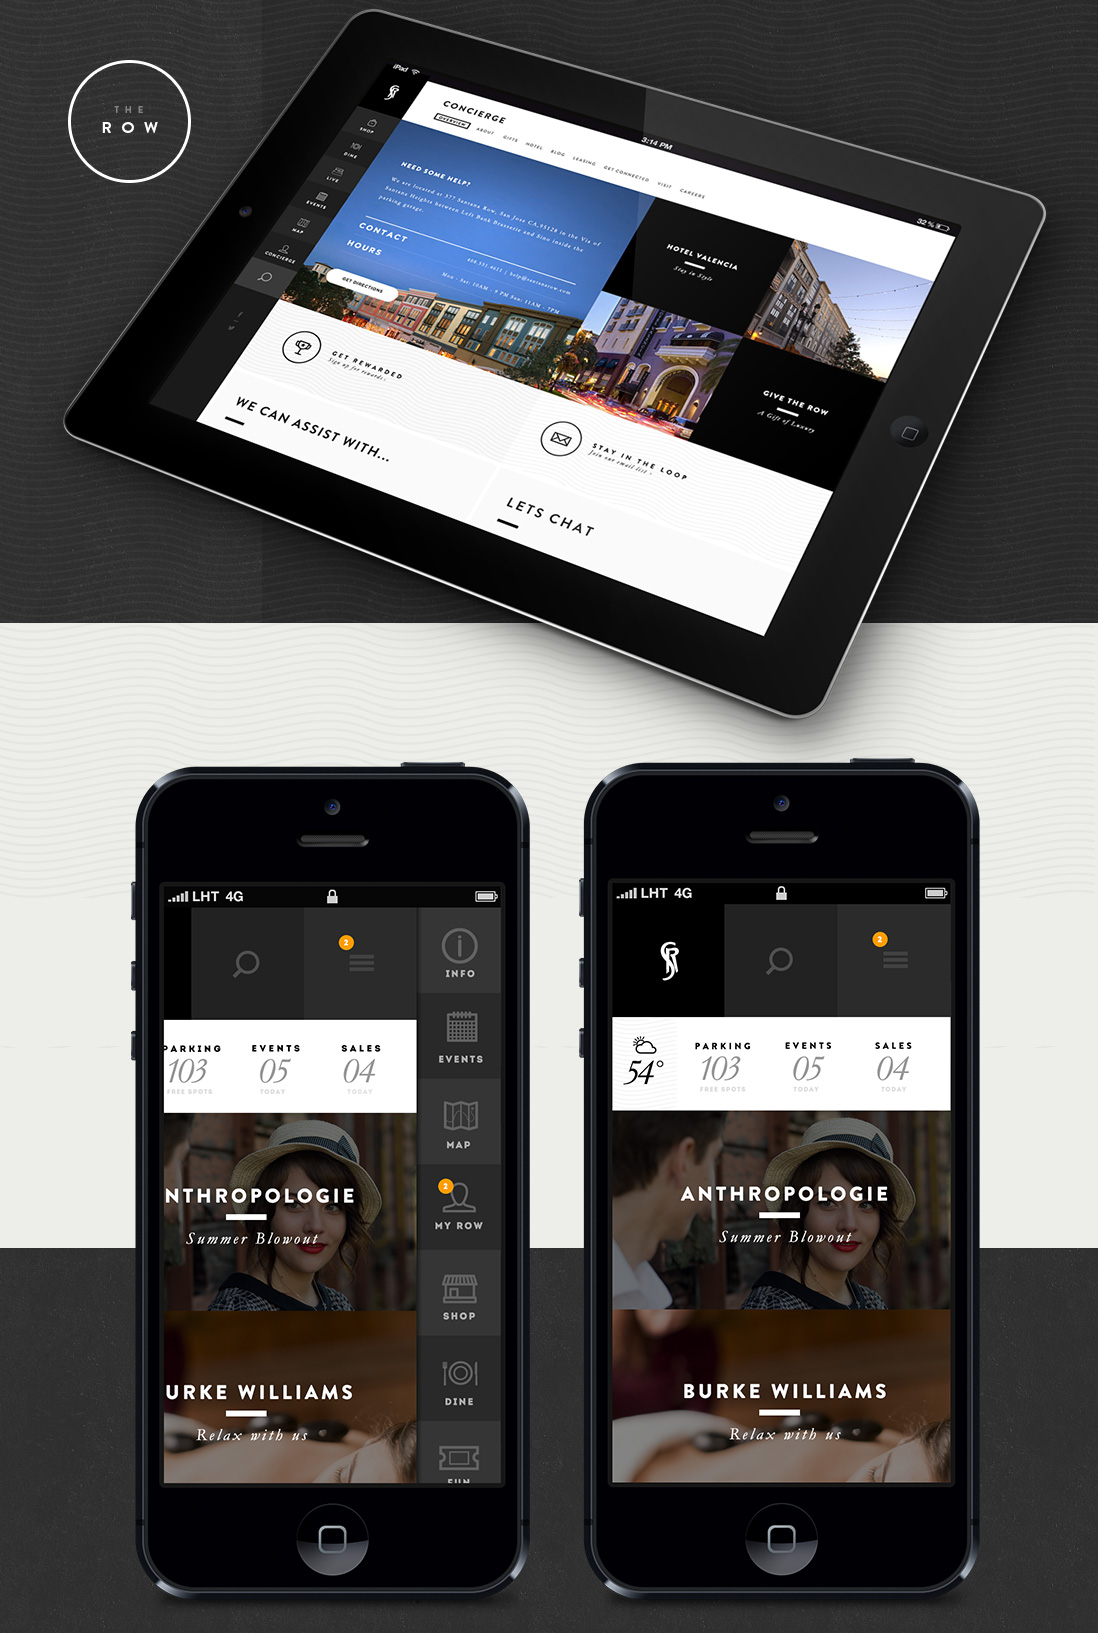 THE
ROW
iPad
3:14 PM
32 %
CONCIERGE
OVERVIEW ABOUT GIFTS HOTEL BLOG LEASING GET CONNECTED VISIT CAREERS
SHOP
DINE
LIVE
EVENTS
MAP
CONCIERGE
NEED SOME HELP?
We are located at 377 Santana Row, San Jose CA,95128 in the Via of
Santana Heights between Left Bank Brasserie and Sino inside the
parking garage.
CONTACT
408.551.4611 | help@santanarow.com
HOURS
Mon - Sat: 10AM - 9 PM Sun: 11AM - 7PM
GET DIRECTIONS
HOTEL VALENCIA
Stay in Style
GIVE THE ROW
A Gift of Luxury
GET REWARDED
Sign up for rewards
STAY IN THE LOOP
Join our email list
WE CAN ASSIST WITH...
LETS CHAT
LHT 4G
2
INFO
EVENTS
MAP
2
MY ROW
SHOP
DINE
FUN
PARKING EVENTS SALES
103 05 04
FREE SPOTS TODAY TODAY
NTHROPOLOGIE
Summer Blowout
URKE WILLIAMS
Relax with us
LHT 4G
SR
2
54°
PARKING EVENTS SALES
103 05 04
FREE SPOTS TODAY TODAY
ANTHROPOLOGIE
Summer Blowout
BURKE WILLIAMS
Relax with us